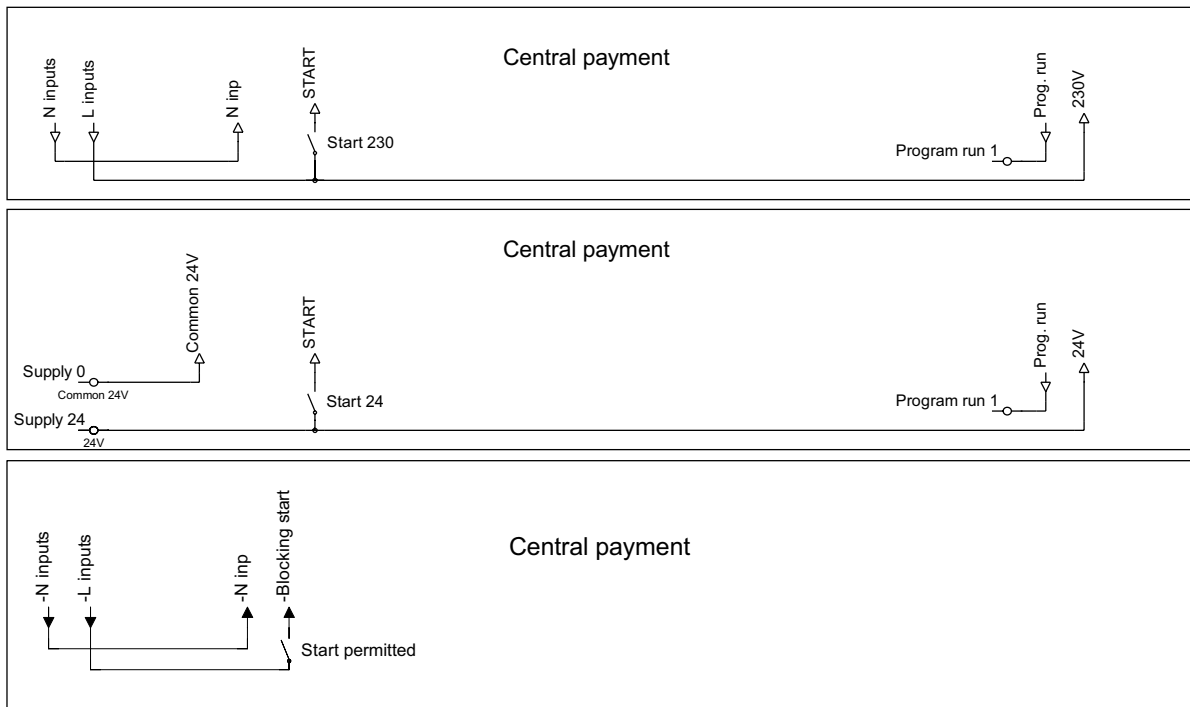 Central payment
N inputs
L inputs
N inp
START
Start 230
Program run 1
Prog. run
230V
Central payment
Supply 0
Common 24V
Common 24V
Supply 24
24V
START
Start 24
Program run 1
Prog. run
24V
Central payment
-N inputs
-L inputs
-N inp
-Blocking start
Start permitted